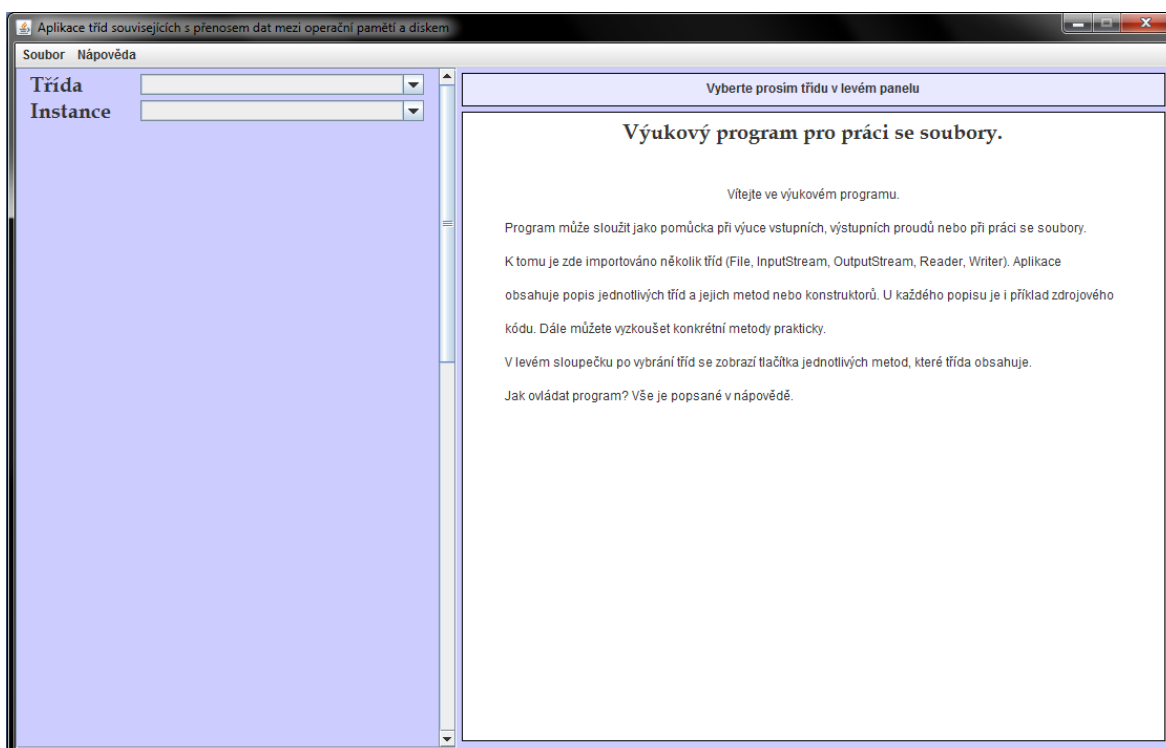 Aplikace tříd souvisejících s přenosem dat mezi operační pamětí a diskem
Soubor Nápověda
Třída
Instance
Vyberte prosim třídu v levém panelu
Výukový program pro práci se soubory.
Vítejte ve výukovém programu.
Program může sloužit jako pomůcka při výuce vstupních, výstupních proudů nebo při práci se soubory.
K tomu je zde importováno několik tříd (File, InputStream, OutputStream, Reader, Writer). Aplikace
obsahuje popis jednotlivých tříd a jejich metod nebo konstruktorů. U každého popisu je i příklad zdrojového
kódu. Dále můžete vyzkoušet konkrétní metody prakticky.
V levém sloupečku po vybrání tříd se zobrazí tlačítka jednotlivých metod, které třída obsahuje.
Jak ovládat program? Vše je popsané v nápovědě.